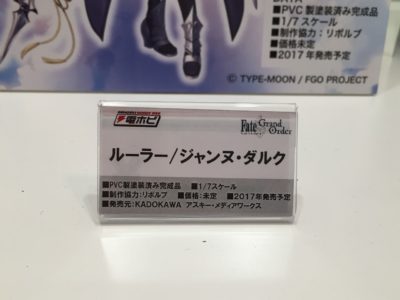 ■PVC製塗装済み完成品
■1/7スケール
■制作協力：リボルブ
■価格未定
■2017年発売予定
© TYPE-MOON / FGO PROJECT
電ホビ
Fate Grand Order
ルーラー/ジャンヌ・ダルク
■PVC製塗装済み完成品　■1/7スケール
■制作協力：リボルブ　■価格：未定　■2017年発売予定
■発売元：KADOKAWA アスキー・メディアワークス